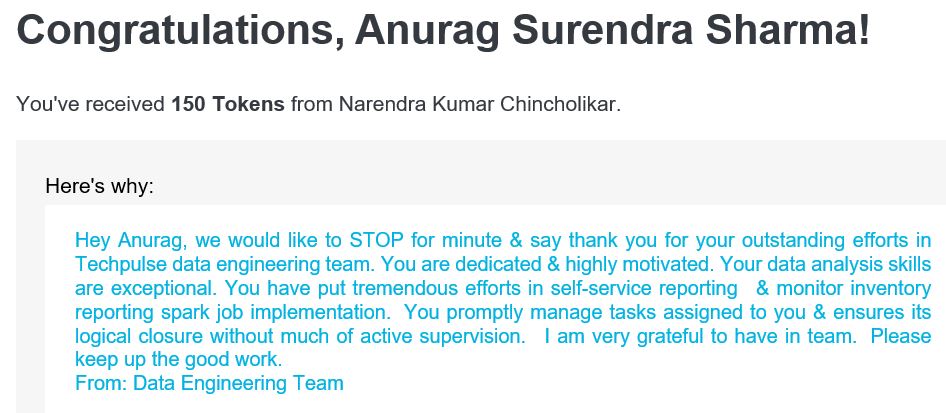 Congratulations, Anurag Surendra Sharma!
You've received 150 Tokens from Narendra Kumar Chincholikar.
Here's why:
Hey Anurag, we would like to STOP for minute & say thank you for your outstanding efforts in
Techpulse data engineering team. You are dedicated & highly motivated. Your data analysis skills
are exceptional. You have put tremendous efforts in self-service reporting & monitor inventory
reporting spark job implementation. You promptly manage tasks assigned to you & ensures its
logical closure without much of active supervision. I am very grateful to have in team. Please
keep up the good work.
From: Data Engineering Team